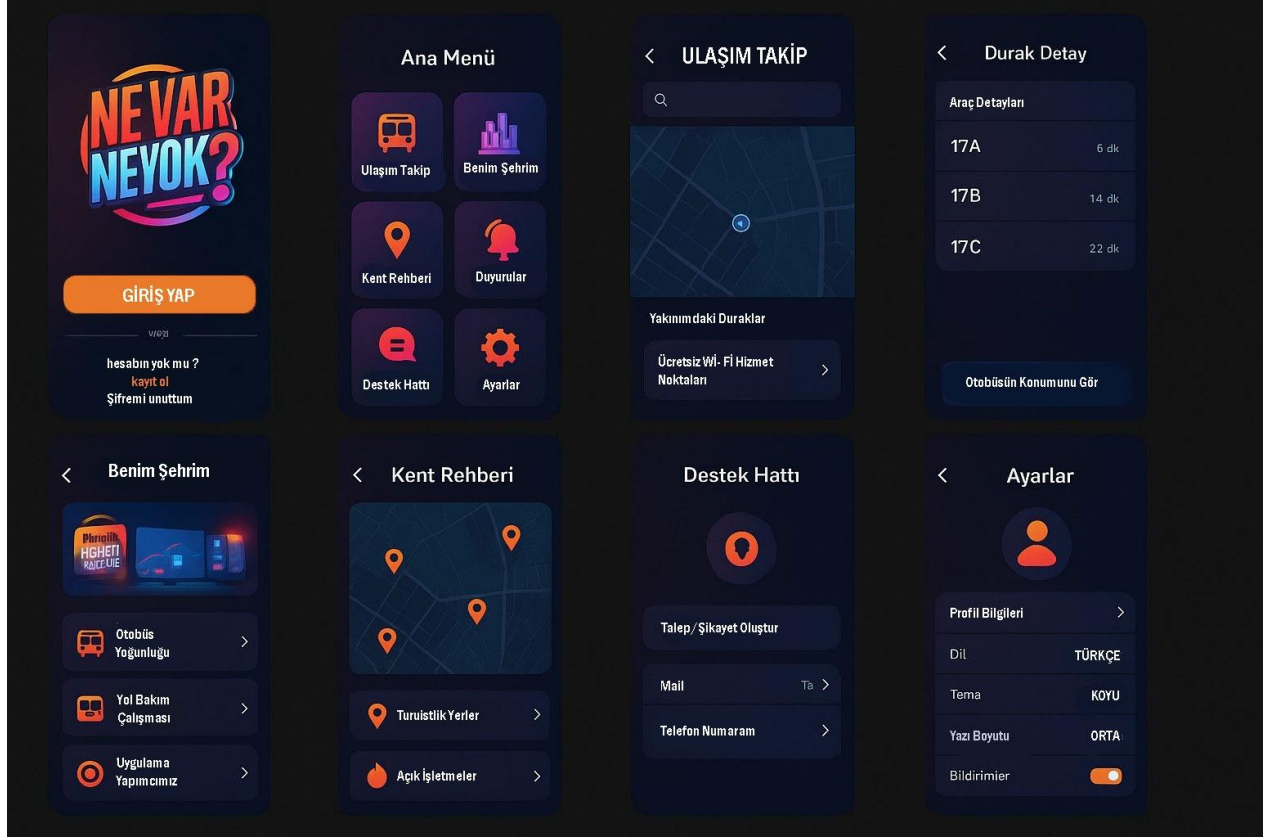 NE VAR
NEYOK?
GİRİŞ YAP
hesabın yok mu ?
kayıt ol
Şifremi unuttum
Ana Menü
Ulaşım Takip
Benim Şehrim
Kent Rehberi
Duyurular
Destek Hattı
Ayarlar
ULAŞIM TAKİP
Yakınımdaki Duraklar
Ücretsiz Wİ- Fİ Hizmet
Noktaları
Durak Detay
Araç Detayları
17A
6 dk
17B
14 dk
17C
22 dk
Otobüsün Konumunu Gör
Benim Şehrim
Otobüs
Yoğunluğu
Yol Bakım
Çalışması
Uygulama
Yapımcımız
Kent Rehberi
Turuistlik Yerler
Açık İşletmeler
Destek Hattı
Talep/Şikayet Oluştur
Mail
Ta
Telefon Numaram
Ayarlar
Profil Bilgileri
Dil
TÜRKÇE
Tema
KOYU
Yazı Boyutu
ORTA
Bildirimier